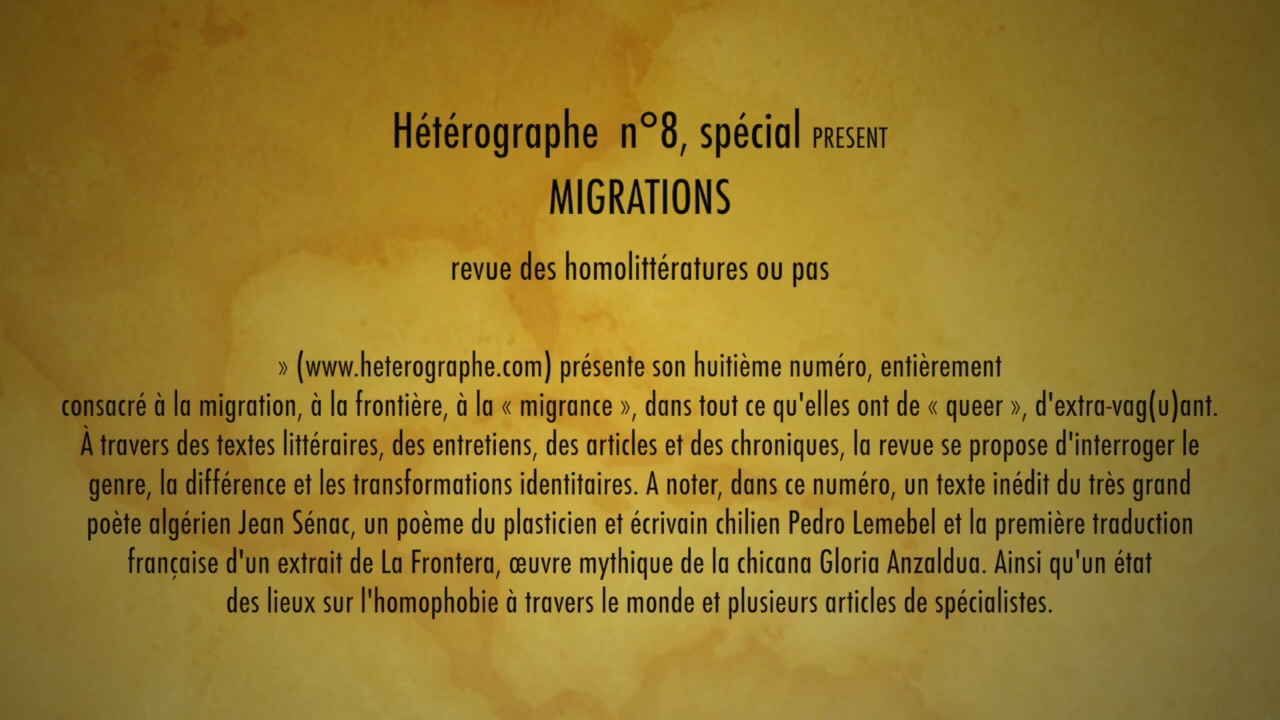 Hétérographe n°8, spécial PRESENT
MIGRATIONS
revue des homolittératures ou pas
» (www.heterographe.com) présente son huitième numéro, entièrement
consacré à la migration, à la frontière, à la « migrance », dans tout ce qu'elles ont de « queer », d'extra-vag(u)ant.
À travers des textes littéraires, des entretiens, des articles et des chroniques, la revue se propose d'interroger le
genre, la différence et les transformations identitaires. A noter, dans ce numéro, un texte inédit du très grand
poète algérien Jean Sénac, un poème du plasticien et écrivain chilien Pedro Lemebel et la première traduction
française d'un extrait de La Frontera, œuvre mythique de la chicana Gloria Anzaldua. Ainsi qu'un état
des lieux sur l'homophobie à travers le monde et plusieurs articles de spécialistes.